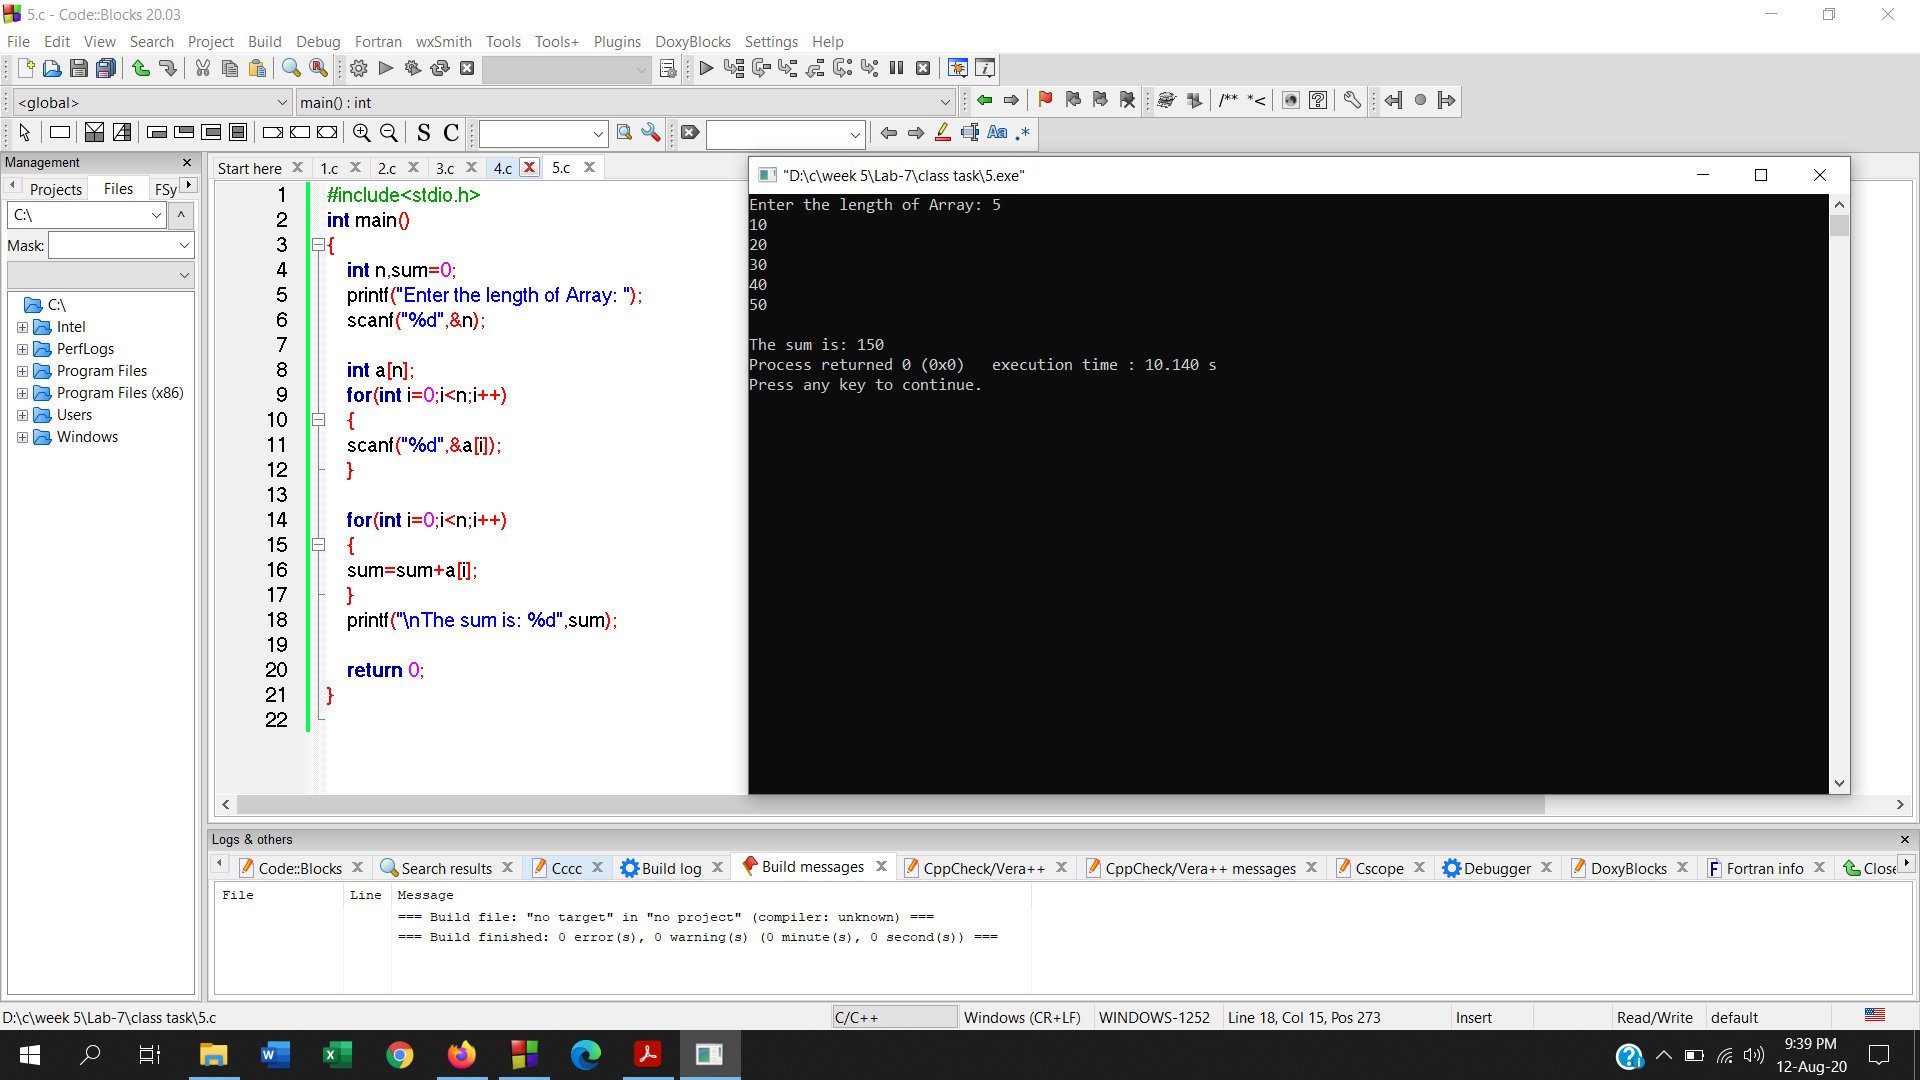 5.c - Code::Blocks 20.03
File Edit View Search Project Build Debug Fortran wxSmith Tools Tools+ Plugins DoxyBlocks Settings Help
<global> main() : int
/** *<
S C Aa .*
Management
Projects Files FSy
C:\
Mask:
C:\
Intel
PerfLogs
Program Files
Program Files (x86)
Users
Windows
Start here 1.c 2.c 3.c 4.c 5.c
1 #include<stdio.h>
2 int main()
3 {
4 int n,sum=0;
5 printf("Enter the length of Array: ");
6 scanf("%d",&n);
7
8 int a[n];
9 for(int i=0;i<n;i++)
10 {
11 scanf("%d",&a[i]);
12 }
13
14 for(int i=0;i<n;i++)
15 {
16 sum=sum+a[i];
17 }
18 printf("\nThe sum is: %d",sum);
19
20 return 0;
21 }
22
"D:\c\week 5\Lab-7\class task\5.exe"
Enter the length of Array: 5
10
20
30
40
50
The sum is: 150
Process returned 0 (0x0)   execution time : 10.140 s
Press any key to continue.
Logs & others
Code::Blocks Search results Cccc Build log Build messages CppCheck/Vera++ CppCheck/Vera++ messages Cscope Debugger DoxyBlocks Fortran info Close
File Line Message
=== Build file: "no target" in "no project" (compiler: unknown) ===
=== Build finished: 0 error(s), 0 warning(s) (0 minute(s), 0 second(s)) ===
D:\c\week 5\Lab-7\class task\5.c C/C++ Windows (CR+LF) WINDOWS-1252 Line 18, Col 15, Pos 273 Insert Read/Write default
9:39 PM
12-Aug-20